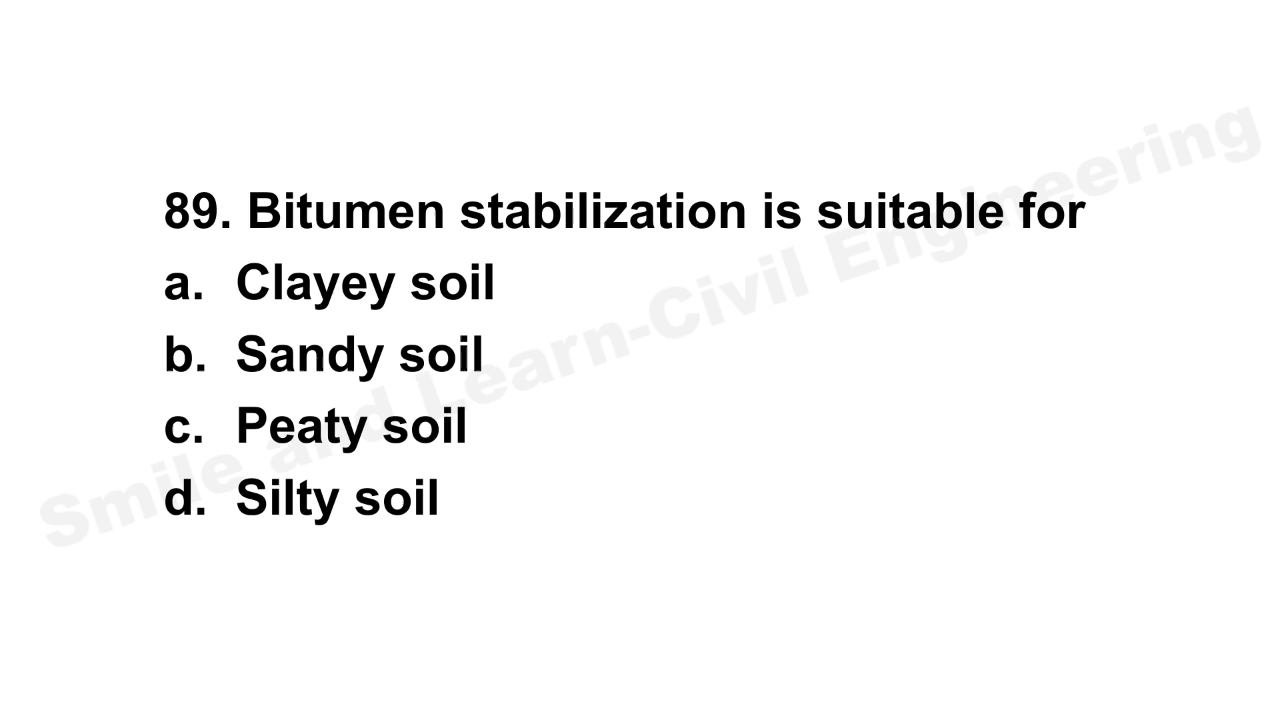 89. Bitumen stabilization is suitable for
a. Clayey soil
b. Sandy soil
c. Peaty soil
d. Silty soil
Smile and Learn-Civil Engineering